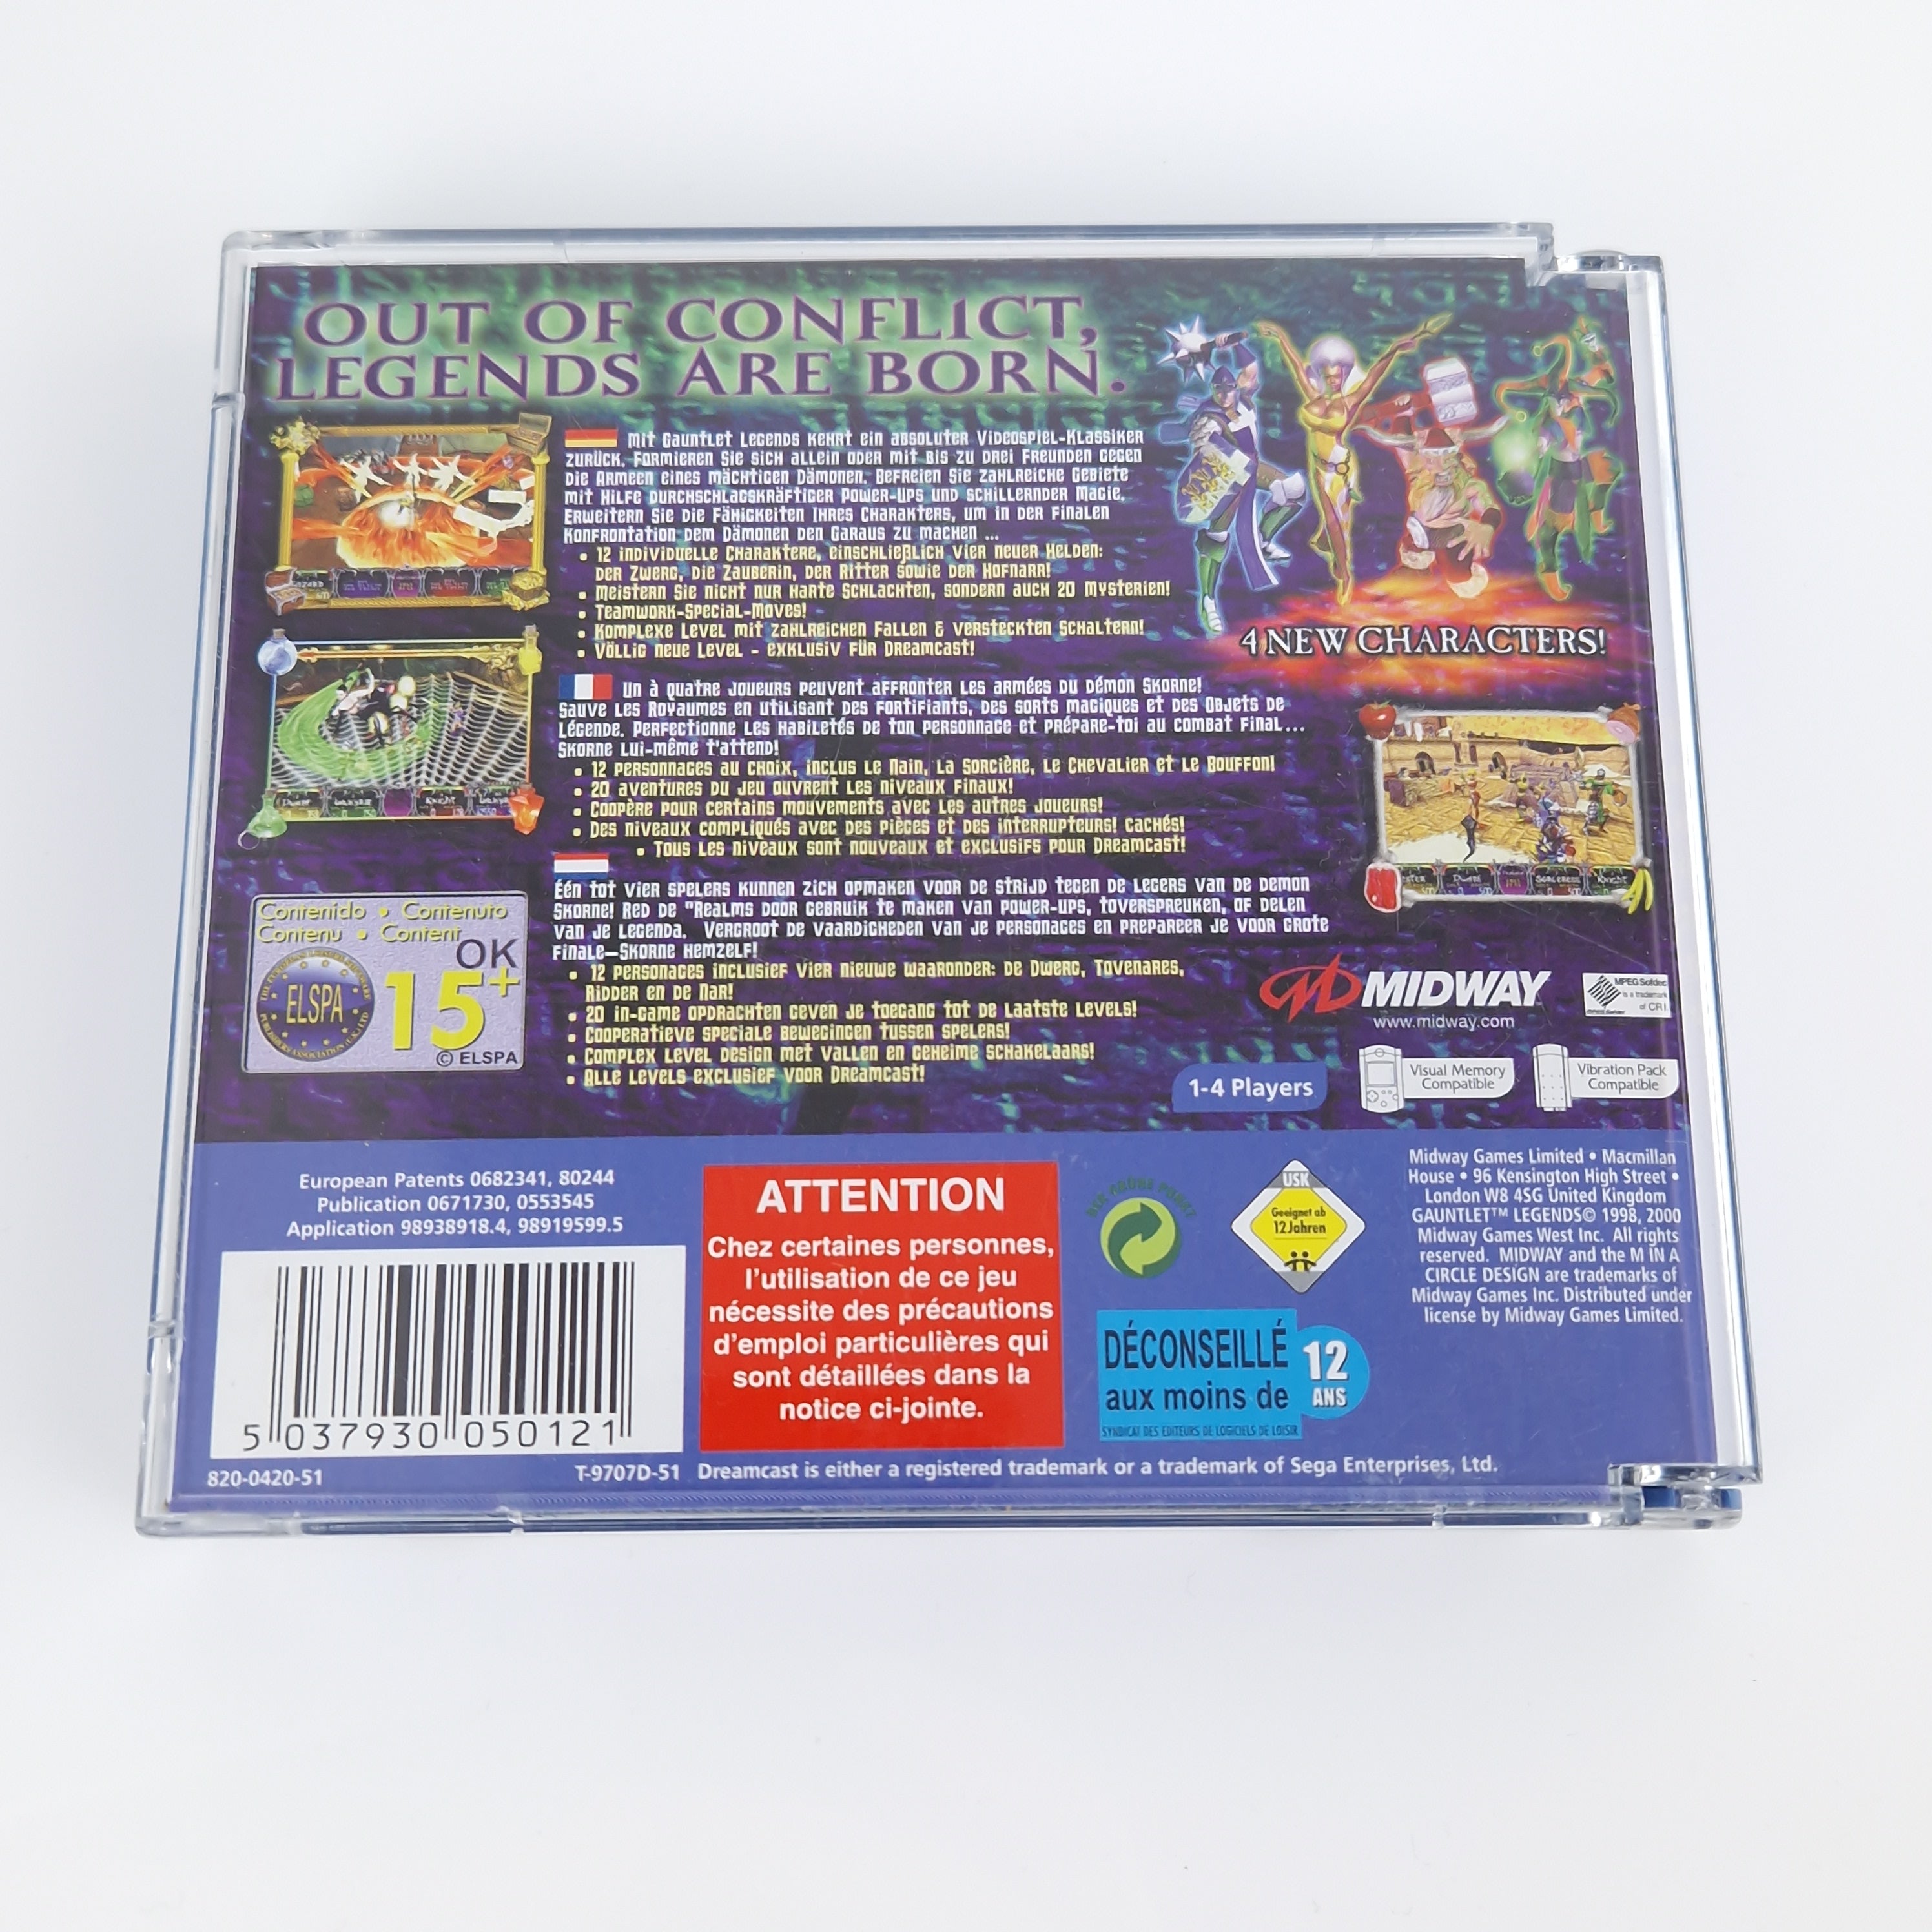 OUT OF CONFLICT,
LEGENDS ARE BORN.
Mit Gauntlet Legends kehrt ein absoluter Videospiel-Klassiker
zurück. Formieren Sie sich allein oder mit bis zu drei Freunden gegen
die Armeen eines mächtigen Dämonen. Befreien Sie zahlreiche Gebiete
mit Hilfe durchschlagskräftiger Power-Ups und schillernder Magie.
Erweitern Sie die Fähigkeiten Ihres Charakters, um in der finalen
Konfrontation dem Dämonen den Garaus zu machen ...
• 12 individuelle Charaktere, einschließlich vier neuer Helden:
der Zwerg, die Zauberin, der Ritter sowie der Hofnarr!
• Meistern Sie nicht nur harte Schlachten, sondern auch 20 Mysterien!
• Teamwork-Special-Moves!
• Komplexe Level mit zahlreichen Fallen & versteckten Schaltern!
• Völlig neue Level - exklusiv für Dreamcast!
4 NEW CHARACTERS!
Un à quatre joueurs peuvent affronter les armées du démon Skorne!
Sauve les Royaumes en utilisant des fortifiants, des sorts magiques et des Objets de
Légende. Perfectionne les habiletés de ton personnage et prépare-toi au combat final...
Skorne lui-même t'attend!
• 12 personnages au choix, inclus le Nain, la Sorcière, le Chevalier et le Bouffon!
• 20 aventures du jeu ouvrent les niveaux finaux!
• Coopère pour certains mouvements avec les autres joueurs!
• Des niveaux compliqués avec des pièges et des interrupteurs! cachés!
• Tous les niveaux sont nouveaux et exclusifs pour Dreamcast!
Één tot vier spelers kunnen zich opmaken voor de strijd tegen de legers van de demon
Skorne! Red de "Realms door gebruik te maken van power-ups, toverspreuken, of delen
van je legenda. Vergroot de vaardigheden van je personages en prepareer je voor grote
finale—Skorne hemzelf!
• 12 personages inclusief vier nieuwe waaronder: de Dwerg, Tovenares,
Ridder en de Nar!
• 20 in-game opdrachten geven je toegang tot de laatste levels!
• Cooperatieve speciale bewegingen tussen spelers!
• Complex level design met vallen en geheime schakelaars!
• Alle levels exclusief voor Dreamcast!
Contenido • Contenuto
Contenu • Content
OK
ELSPA
15+
© ELSPA
MIDWAY
www.midway.com
MPEG Sofdec
is a trademark
of CRI
1-4 Players
Visual Memory
Compatible
Vibration Pack
Compatible
European Patents 0682341, 80244
Publication 0671730, 0553545
Application 98938918.4, 98919599.5
5 037930 050121
820-0420-51
T-9707D-51
ATTENTION
Chez certaines personnes,
l'utilisation de ce jeu
nécessite des précautions
d'emploi particulières qui
sont détaillées dans la
notice ci-jointe.
USK
Geeignet ab
12 Jahren
DÉCONSEILLÉ
aux moins de
12
ANS
SYNDICAT DES EDITEURS DE LOGICIELS DE LOISIR
Midway Games Limited • Macmillan
House • 96 Kensington High Street •
London W8 4SG United Kingdom
GAUNTLET™ LEGENDS© 1998, 2000
Midway Games West Inc. All rights
reserved. MIDWAY and the M IN A
CIRCLE DESIGN are trademarks of
Midway Games Inc. Distributed under
license by Midway Games Limited.
Dreamcast is either a registered trademark or a trademark of Sega Enterprises, Ltd.